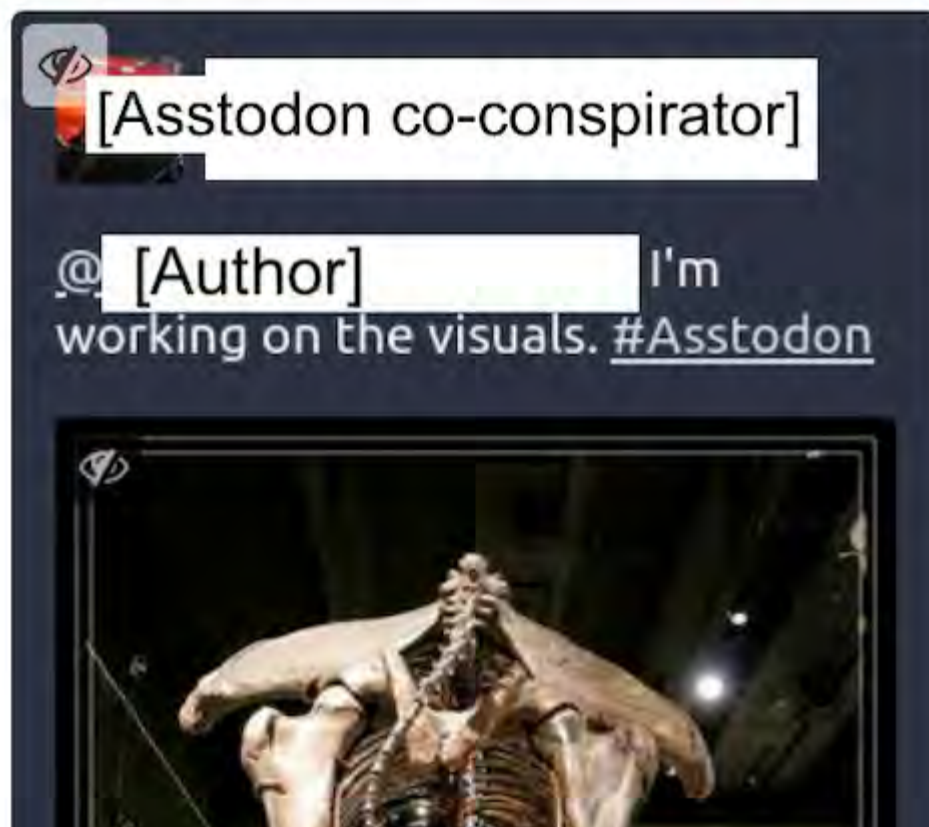 [Asstodon co-conspirator]
@ [Author] I'm
working on the visuals. #Asstodon